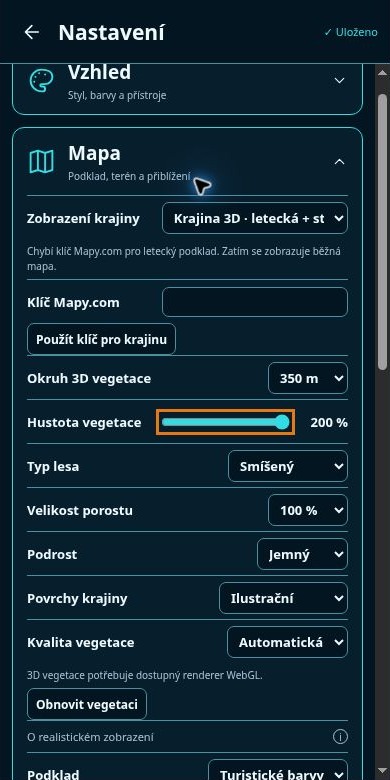 Nastavení
✓ Uloženo
Vzhled
Styl, barvy a přístroje
Mapa
Podklad, terén a přiblížení
Zobrazení krajiny
Krajina 3D · letecká + st
Chybí klíč Mapy.com pro letecký podklad. Zatím se zobrazuje běžná
mapa.
Klíč Mapy.com
Použít klíč pro krajinu
Okruh 3D vegetace
350 m
Hustota vegetace
200 %
Typ lesa
Smíšený
Velikost porostu
100 %
Podrost
Jemný
Povrchy krajiny
Ilustrační
Kvalita vegetace
Automatická
3D vegetace potřebuje dostupný renderer WebGL.
Obnovit vegetaci
O realistickém zobrazení
Podklad
Turistické barvy